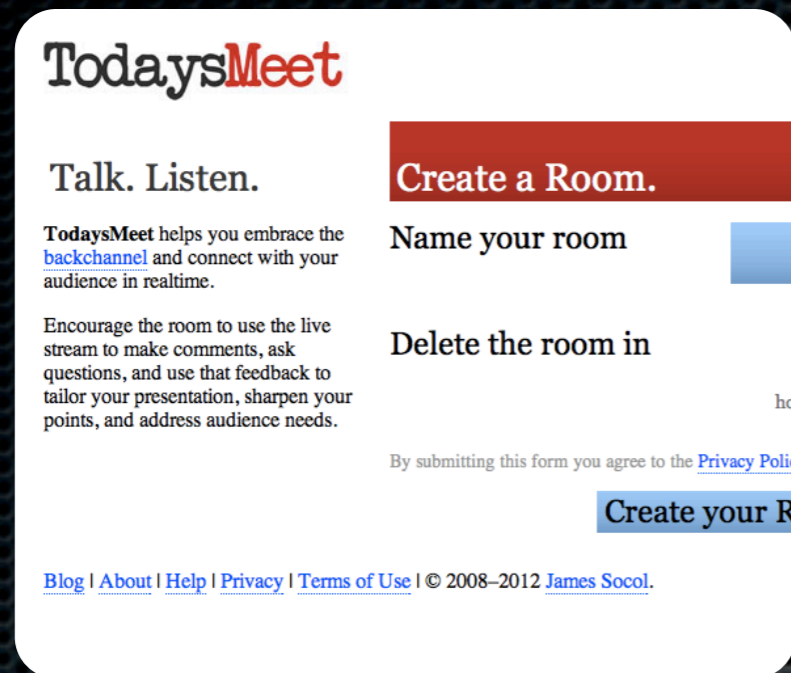 TodaysMeet
Talk. Listen.
TodaysMeet helps you embrace the
backchannel and connect with your
audience in realtime.
Encourage the room to use the live
stream to make comments, ask
questions, and use that feedback to
tailor your presentation, sharpen your
points, and address audience needs.
Create a Room.
Name your room
Delete the room in
By submitting this form you agree to the Privacy
Create your
Blog | About | Help | Privacy | Terms of Use | © 2008–2012 James Socol.